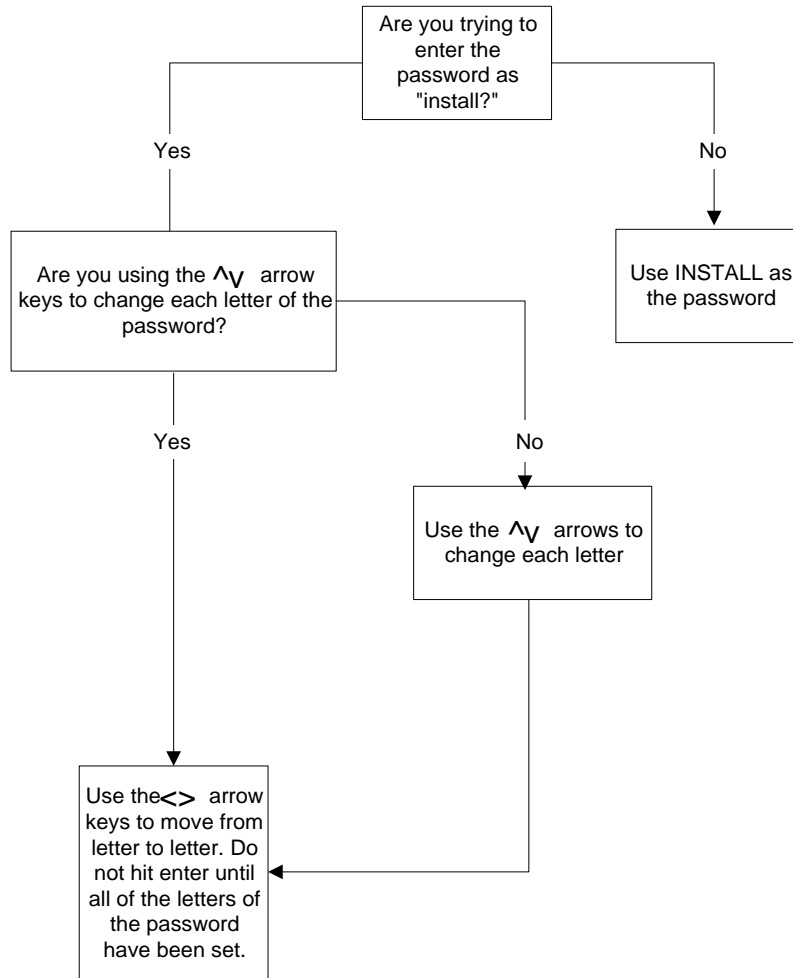 Are you trying to
enter the
password as
"install?"
Yes
No
Are you using the ^v arrow
keys to change each letter of the
password?
Use INSTALL as
the password
Yes
No
Use the ^v arrows to
change each letter
Use the<> arrow
keys to move from
letter to letter. Do
not hit enter until
all of the letters of
the password
have been set.